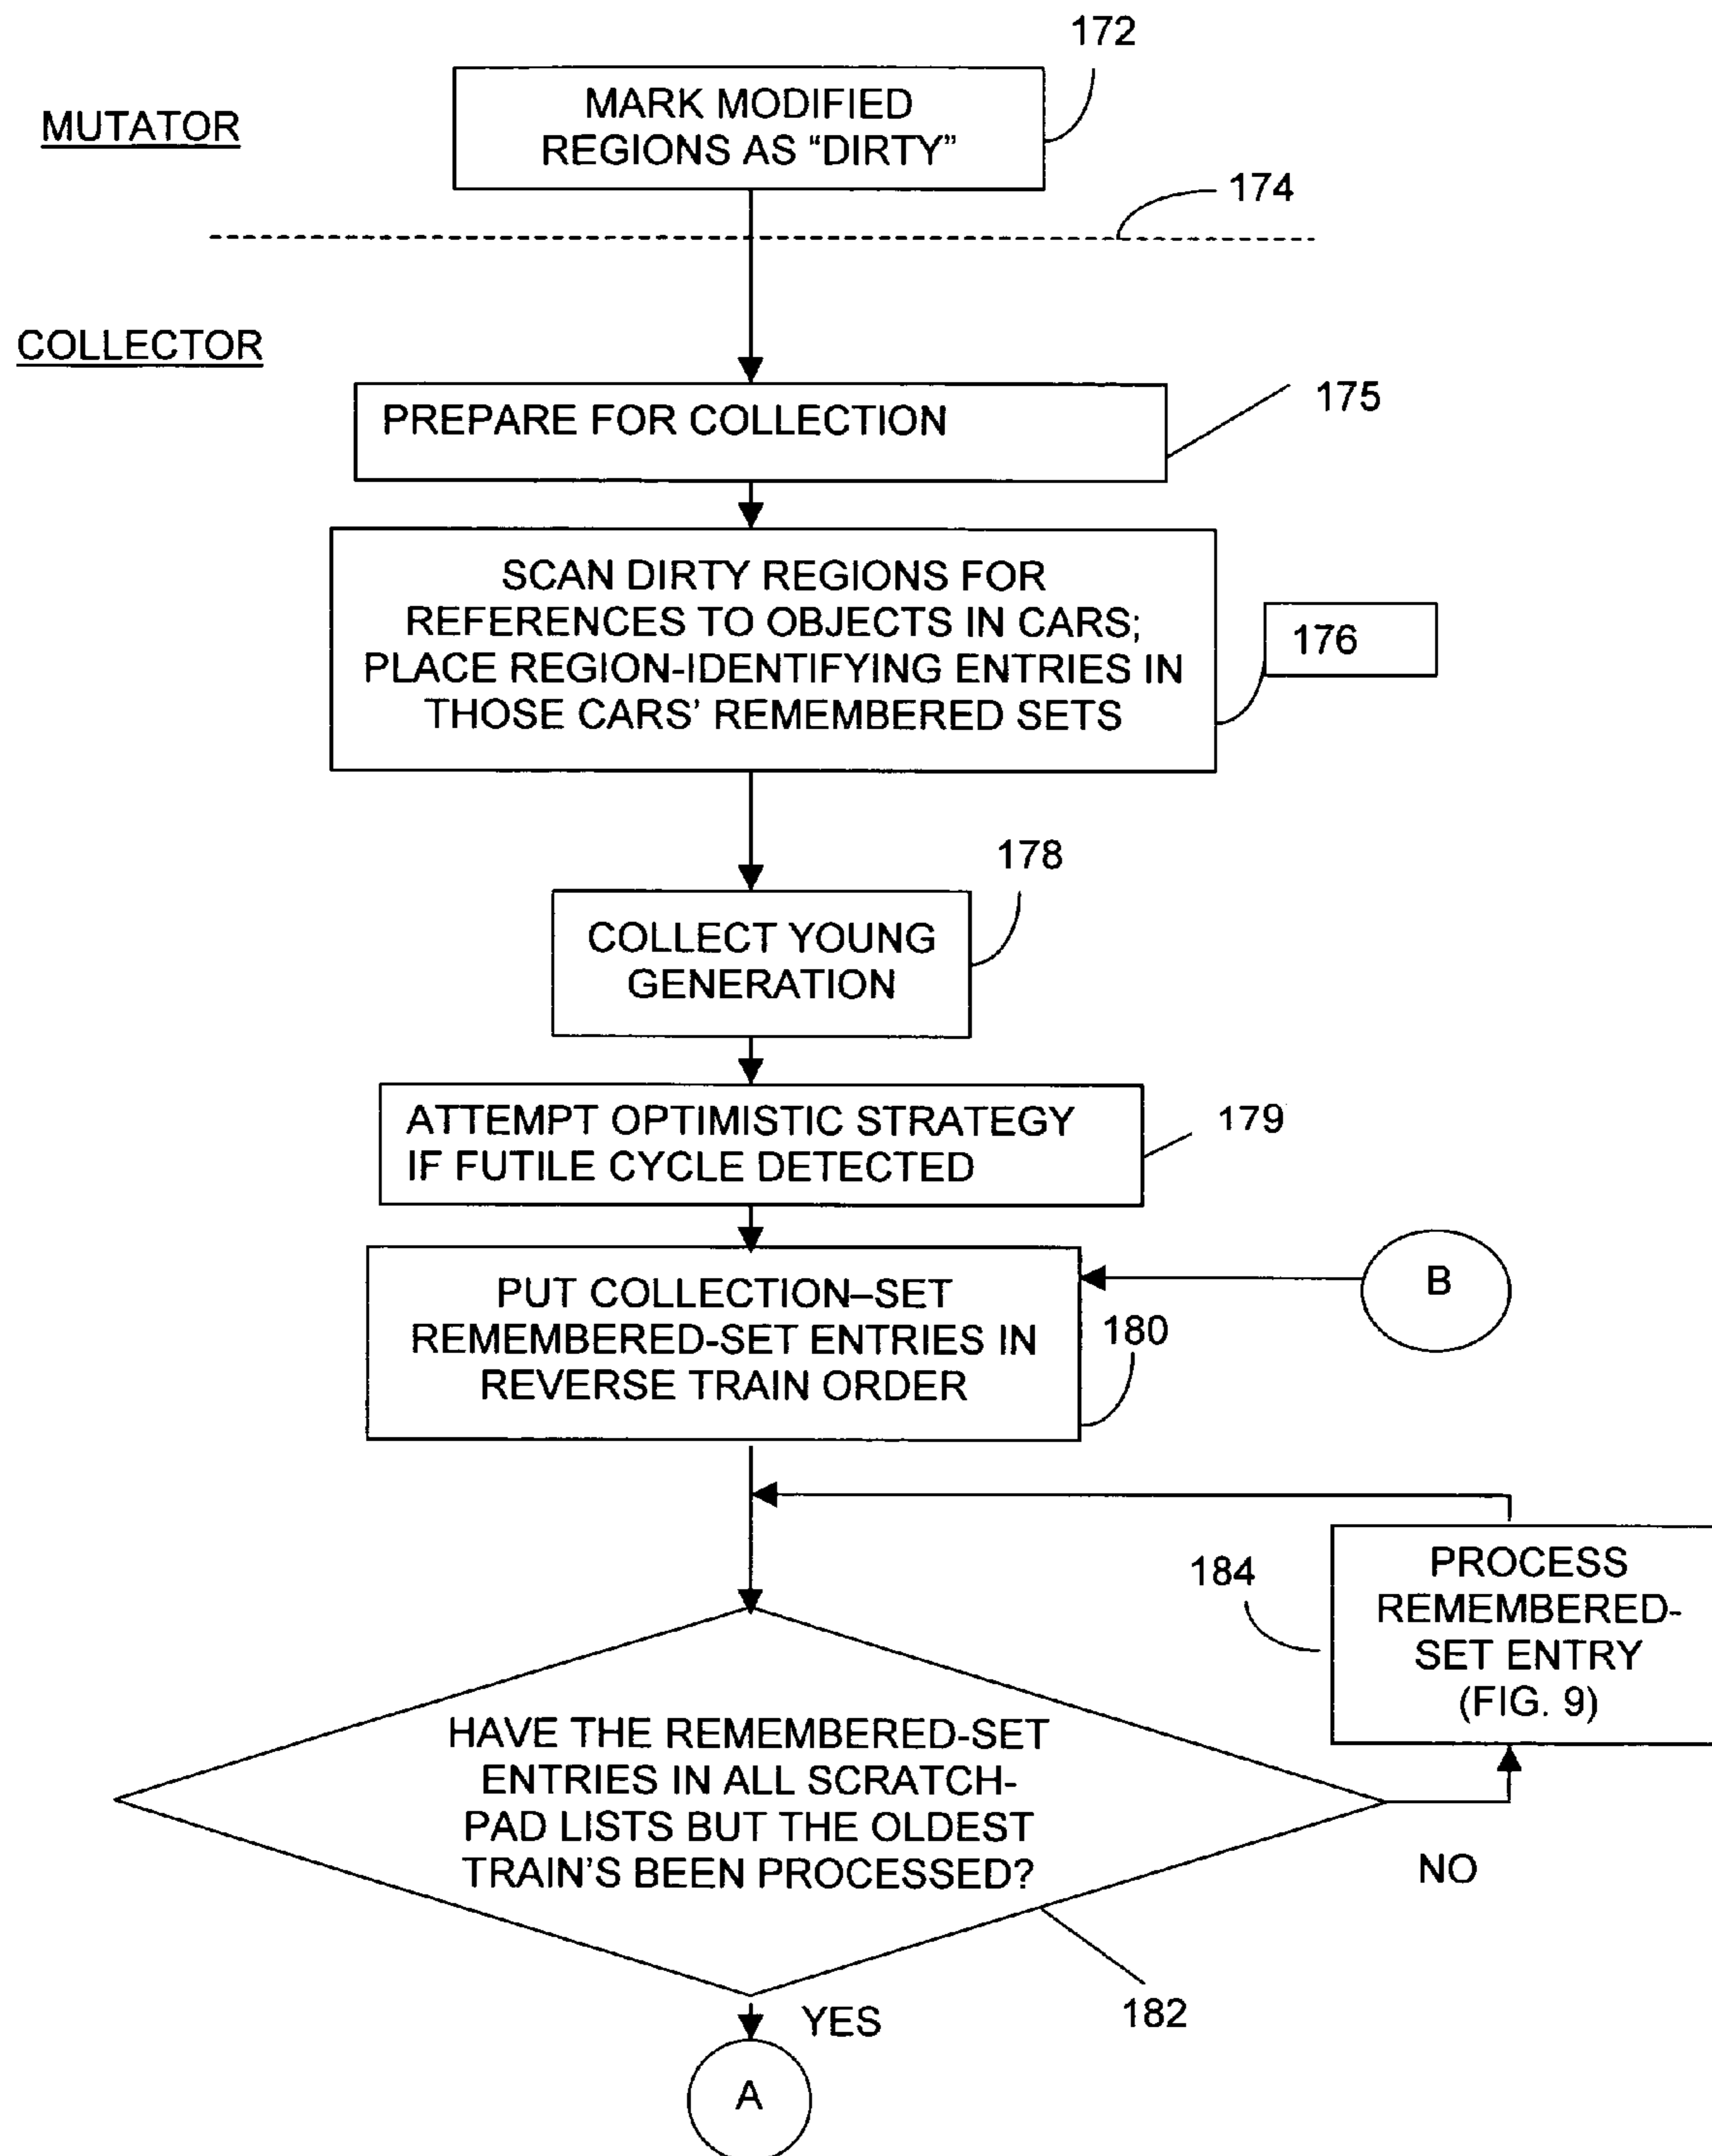 172
MUTATOR
MARK MODIFIED
REGIONS AS “DIRTY”
174
COLLECTOR
PREPARE FOR COLLECTION
175
SCAN DIRTY REGIONS FOR
REFERENCES TO OBJECTS IN CARS;
PLACE REGION-IDENTIFYING ENTRIES IN
THOSE CARS’ REMEMBERED SETS
176
178
COLLECT YOUNG
GENERATION
ATTEMPT OPTIMISTIC STRATEGY
IF FUTILE CYCLE DETECTED
179
PUT COLLECTION–SET
REMEMBERED-SET ENTRIES IN
REVERSE TRAIN ORDER
B
180
184
PROCESS
REMEMBERED-
SET ENTRY
(FIG. 9)
HAVE THE REMEMBERED-SET
ENTRIES IN ALL SCRATCH-
PAD LISTS BUT THE OLDEST
TRAIN’S BEEN PROCESSED?
NO
182
YES
A